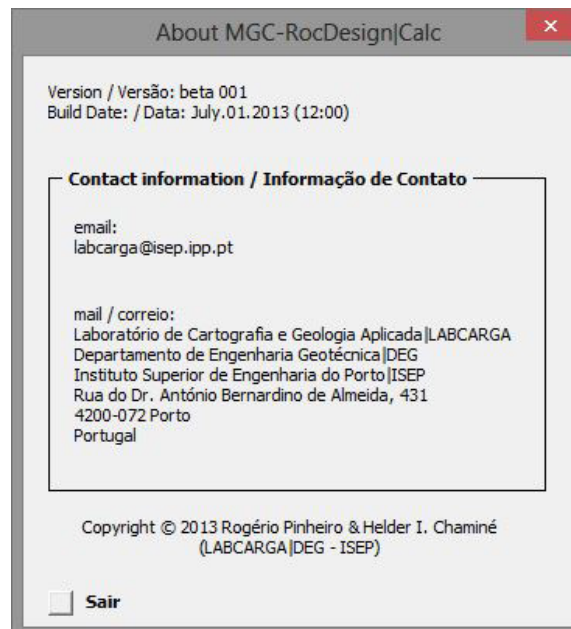 About MGC-RocDesign|Calc
Version / Versão: beta 001
Build Date: / Data: July.01.2013 (12:00)
Contact information / Informação de Contato
email:
labcarga@isep.ipp.pt
mail / correio:
Laboratório de Cartografia e Geologia Aplicada|LABCARGA
Departamento de Engenharia Geotécnica|DEG
Instituto Superior de Engenharia do Porto|ISEP
Rua do Dr. António Bernardino de Almeida, 431
4200-072 Porto
Portugal
Copyright © 2013 Rogério Pinheiro & Helder I. Chaminé
(LABCARGA|DEG - ISEP)
Sair